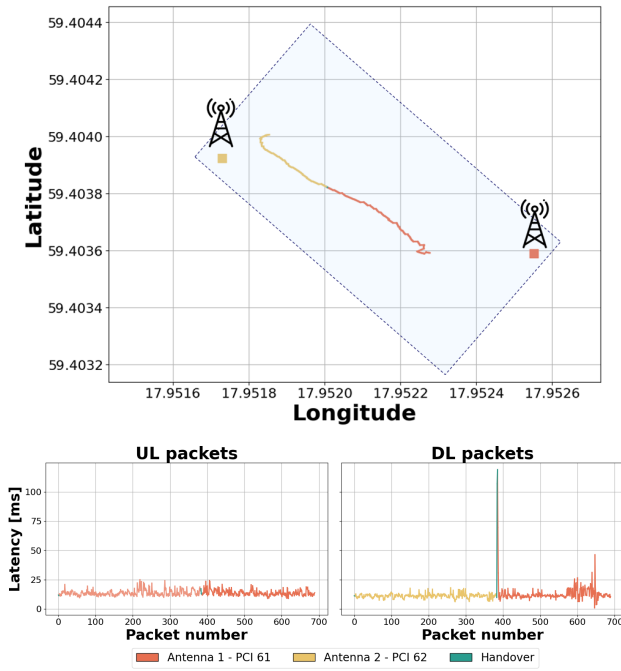 59.4044
59.4042
59.4040
59.4038
59.4036
59.4034
59.4032
Latitude
17.9516 17.9518 17.9520 17.9522 17.9524 17.9526
Longitude
UL packets DL packets
100
75
50
25
0
Latency [ms]
0 100 200 300 400 500 600 700 0 100 200 300 400 500 600 700
Packet number Packet number
Antenna 1 - PCI 61 Antenna 2 - PCI 62 Handover